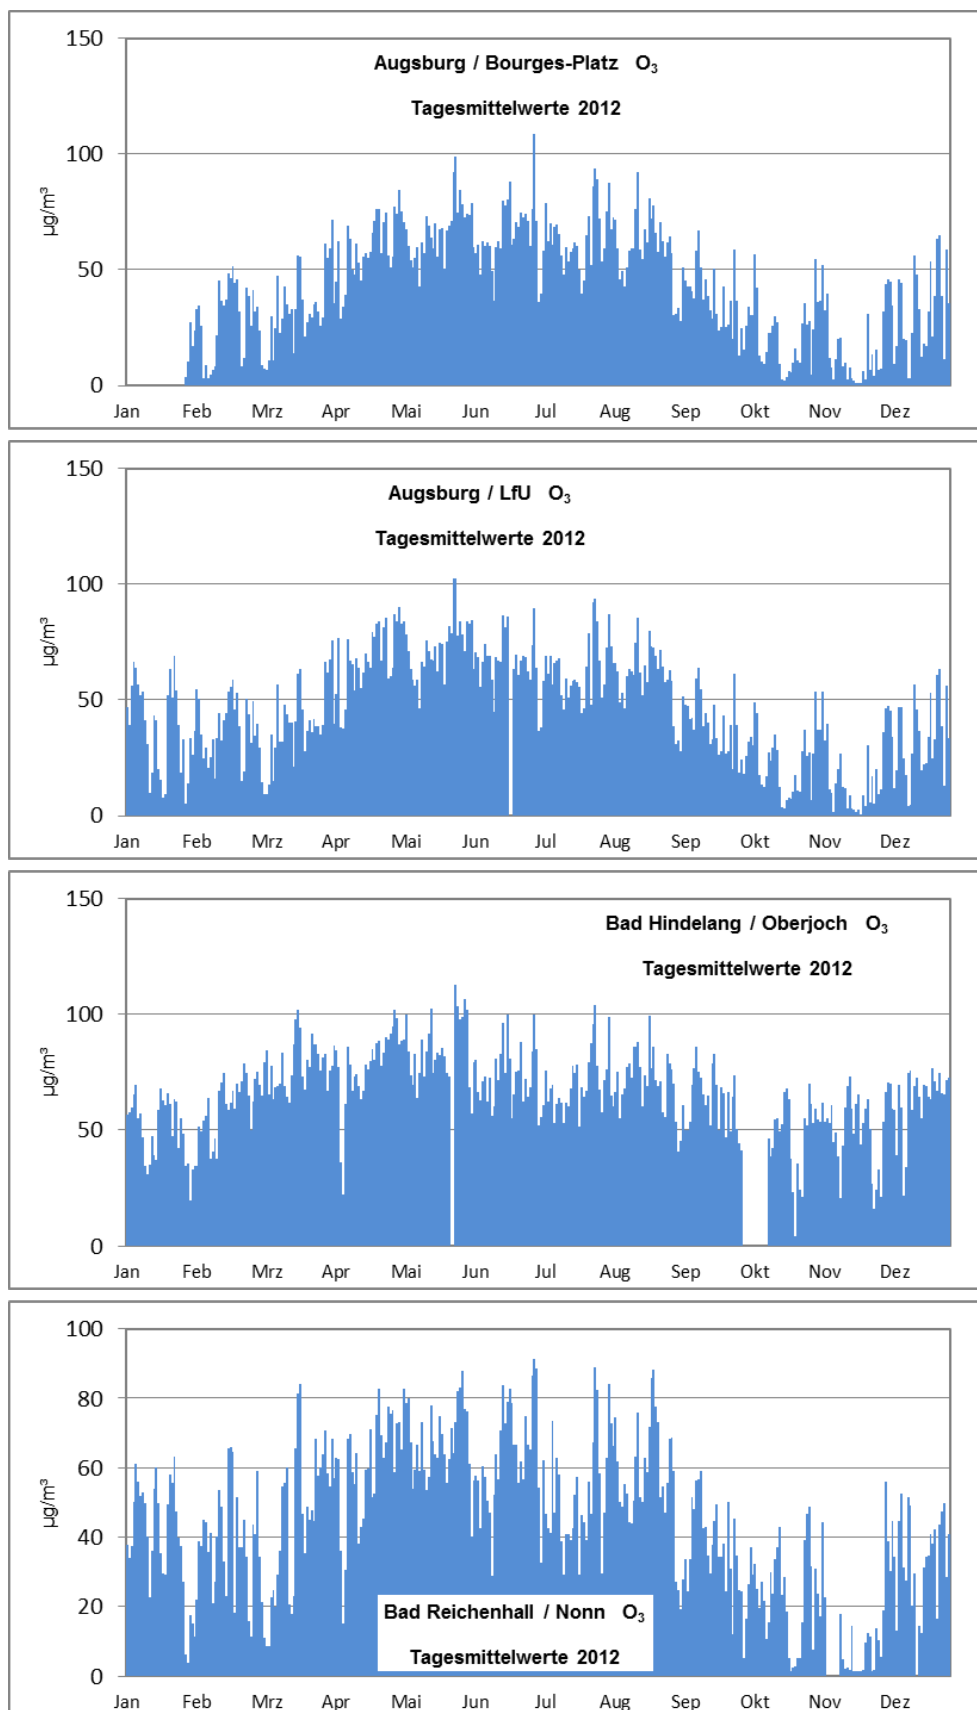 150
Augsburg / Bourges-Platz O₃
Tagesmittelwerte 2012
100
µg/m³
50
0
Jan Feb Mrz Apr Mai Jun Jul Aug Sep Okt Nov Dez
150
Augsburg / LfU O₃
Tagesmittelwerte 2012
100
µg/m³
50
0
Jan Feb Mrz Apr Mai Jun Jul Aug Sep Okt Nov Dez
150
Bad Hindelang / Oberjoch O₃
Tagesmittelwerte 2012
100
µg/m³
50
0
Jan Feb Mrz Apr Mai Jun Jul Aug Sep Okt Nov Dez
100
80
60
µg/m³
40
20
Bad Reichenhall / Nonn O₃
Tagesmittelwerte 2012
0
Jan Feb Mrz Apr Mai Jun Jul Aug Sep Okt Nov Dez